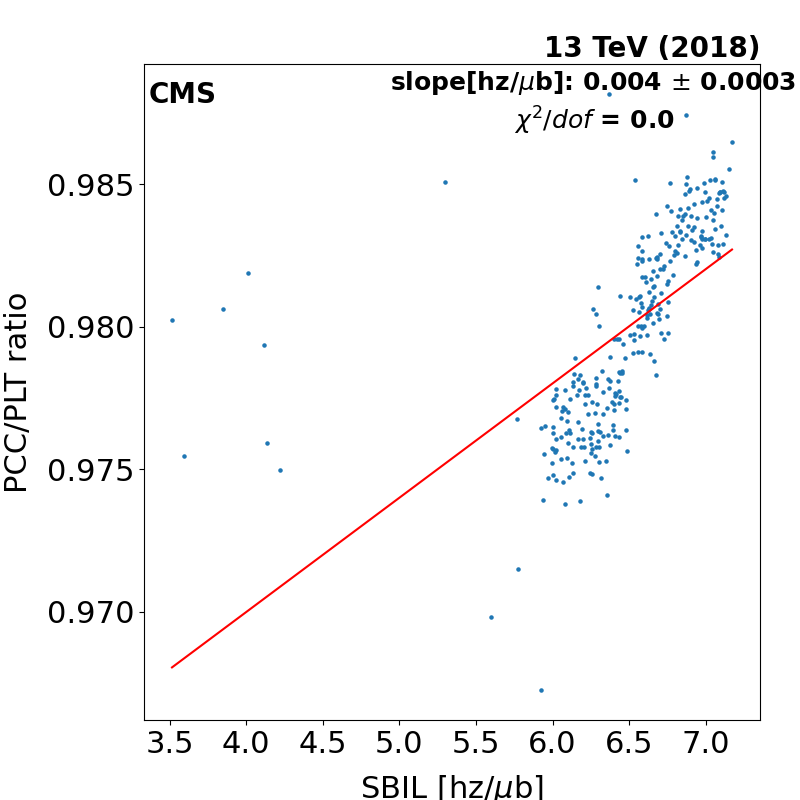 13 TeV (2018)
CMS
slope[hz/μb]: 0.004 ± 0.0003
χ²/dof = 0.0
PCC/PLT ratio
0.985
0.980
0.975
0.970
3.5 4.0 4.5 5.0 5.5 6.0 6.5 7.0
SBIL [hz/μb]